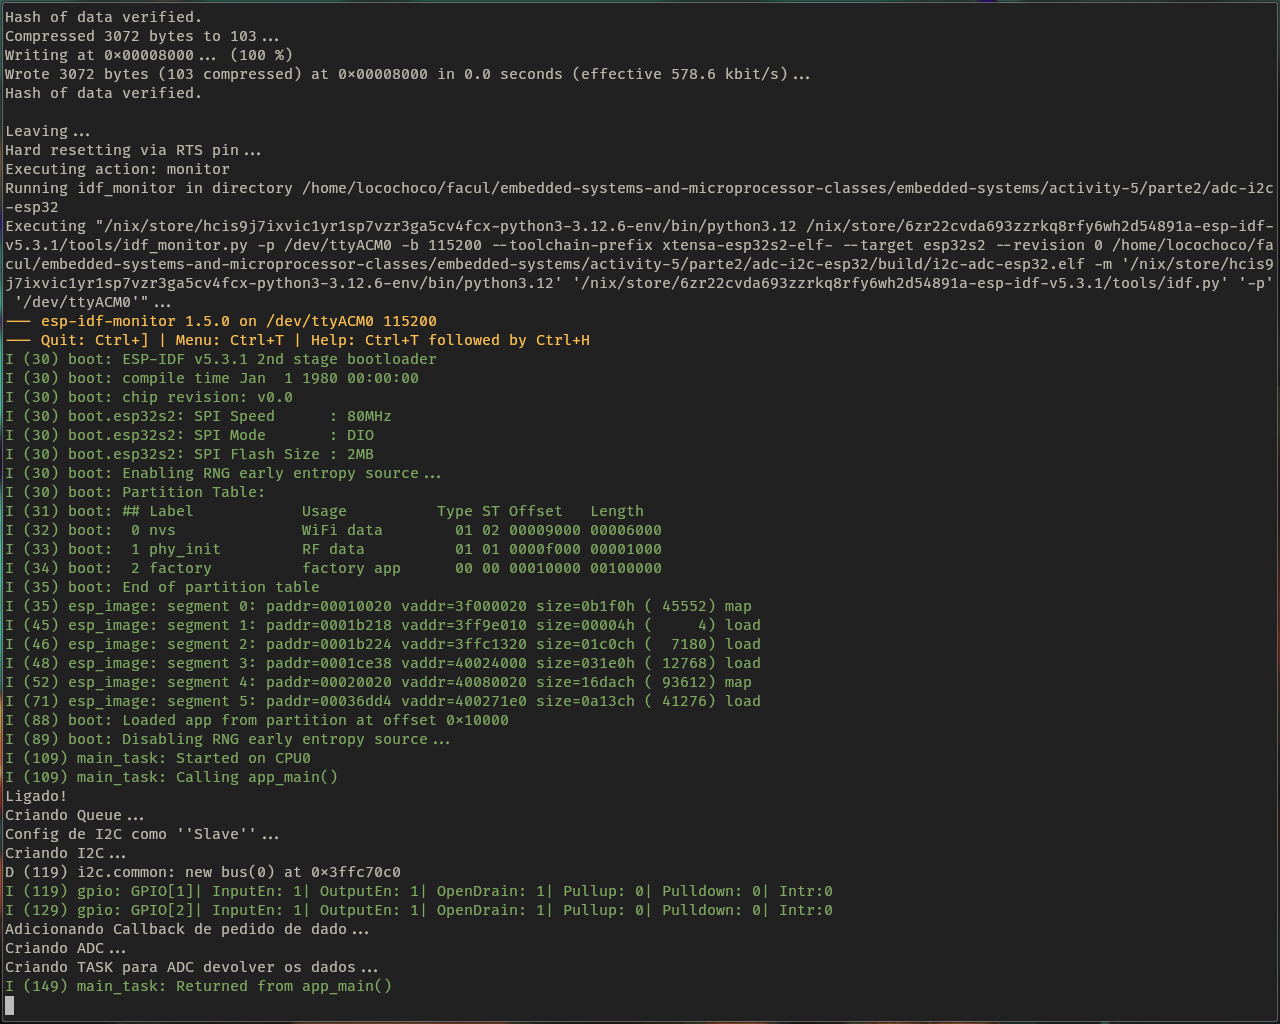 Hash of data verified.
Compressed 3072 bytes to 103...
Writing at 0x00008000... (100 %)
Wrote 3072 bytes (103 compressed) at 0x00008000 in 0.0 seconds (effective 578.6 kbit/s)...
Hash of data verified.
Leaving...
Hard resetting via RTS pin...
Executing action: monitor
Running idf_monitor in directory /home/locochoco/facul/embedded-systems-and-microprocessor-classes/embedded-systems/activity-5/parte2/adc-i2c
-esp32
Executing "/nix/store/hcis9j7ixvic1yr1sp7vzr3ga5cv4fcx-python3-3.12.6-env/bin/python3.12 /nix/store/6zr22cvda693zzrkq8rfy6wh2d54891a-esp-idf-
v5.3.1/tools/idf_monitor.py -p /dev/ttyACM0 -b 115200 --toolchain-prefix xtensa-esp32s2-elf- --target esp32s2 --revision 0 /home/locochoco/fa
cul/embedded-systems-and-microprocessor-classes/embedded-systems/activity-5/parte2/adc-i2c-esp32/build/i2c-adc-esp32.elf -m '/nix/store/hcis9
j7ixvic1yr1sp7vzr3ga5cv4fcx-python3-3.12.6-env/bin/python3.12' '/nix/store/6zr22cvda693zzrkq8rfy6wh2d54891a-esp-idf-v5.3.1/tools/idf.py' '-p'
 '/dev/ttyACM0'"...
--- esp-idf-monitor 1.5.0 on /dev/ttyACM0 115200
--- Quit: Ctrl+] | Menu: Ctrl+T | Help: Ctrl+T followed by Ctrl+H
I (30) boot: ESP-IDF v5.3.1 2nd stage bootloader
I (30) boot: compile time Jan  1 1980 00:00:00
I (30) boot: chip revision: v0.0
I (30) boot.esp32s2: SPI Speed      : 80MHz
I (30) boot.esp32s2: SPI Mode       : DIO
I (30) boot.esp32s2: SPI Flash Size : 2MB
I (30) boot: Enabling RNG early entropy source...
I (30) boot: Partition Table:
I (31) boot: ## Label            Usage          Type ST Offset   Length
I (32) boot:  0 nvs              WiFi data        01 02 00009000 00006000
I (33) boot:  1 phy_init         RF data          01 01 0000f000 00001000
I (34) boot:  2 factory          factory app      00 00 00010000 00100000
I (35) boot: End of partition table
I (35) esp_image: segment 0: paddr=00010020 vaddr=3f000020 size=0b1f0h ( 45552) map
I (45) esp_image: segment 1: paddr=0001b218 vaddr=3ff9e010 size=00004h (     4) load
I (46) esp_image: segment 2: paddr=0001b224 vaddr=3ffc1320 size=01c0ch (  7180) load
I (48) esp_image: segment 3: paddr=0001ce38 vaddr=40024000 size=031e0h ( 12768) load
I (52) esp_image: segment 4: paddr=00020020 vaddr=40080020 size=16dach ( 93612) map
I (71) esp_image: segment 5: paddr=00036dd4 vaddr=400271e0 size=0a13ch ( 41276) load
I (88) boot: Loaded app from partition at offset 0x10000
I (89) boot: Disabling RNG early entropy source...
I (109) main_task: Started on CPU0
I (109) main_task: Calling app_main()
Ligado!
Criando Queue...
Config de I2C como ''Slave''...
Criando I2C...
D (119) i2c.common: new bus(0) at 0x3ffc70c0
I (119) gpio: GPIO[1]| InputEn: 1| OutputEn: 1| OpenDrain: 1| Pullup: 0| Pulldown: 0| Intr:0
I (129) gpio: GPIO[2]| InputEn: 1| OutputEn: 1| OpenDrain: 1| Pullup: 0| Pulldown: 0| Intr:0
Adicionando Callback de pedido de dado...
Criando ADC...
Criando TASK para ADC devolver os dados...
I (149) main_task: Returned from app_main()